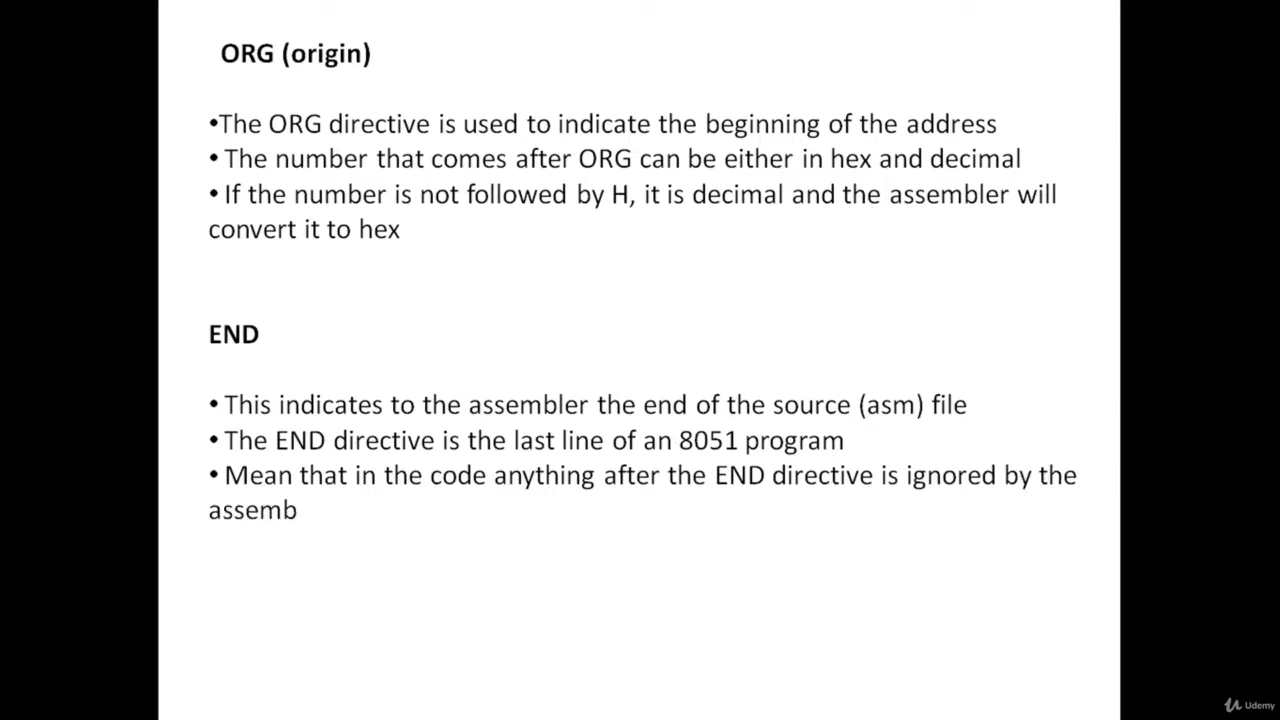 ORG (origin)
•The ORG directive is used to indicate the beginning of the address
• The number that comes after ORG can be either in hex and decimal
• If the number is not followed by H, it is decimal and the assembler will
convert it to hex
END
• This indicates to the assembler the end of the source (asm) file
• The END directive is the last line of an 8051 program
• Mean that in the code anything after the END directive is ignored by the
assemb
Udemy